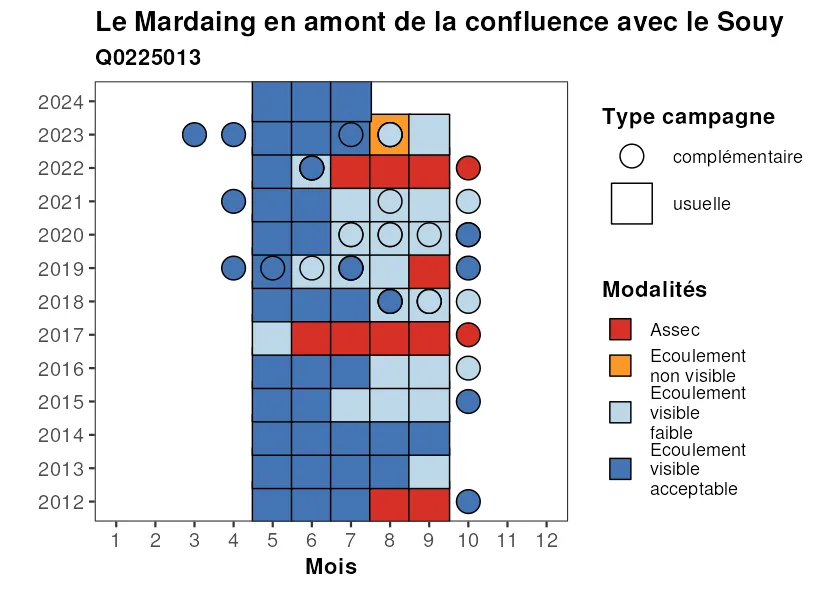 Le Mardaing en amont de la confluence avec le Souy
Q0225013
2024
2023
2022
2021
2020
2019
2018
2017
2016
2015
2014
2013
2012
1 2 3 4 5 6 7 8 9 10 11 12
Mois
Type campagne
complémentaire
usuelle
Modalités
Assec
Ecoulement
non visible
Ecoulement
visible
faible
Ecoulement
visible
acceptable